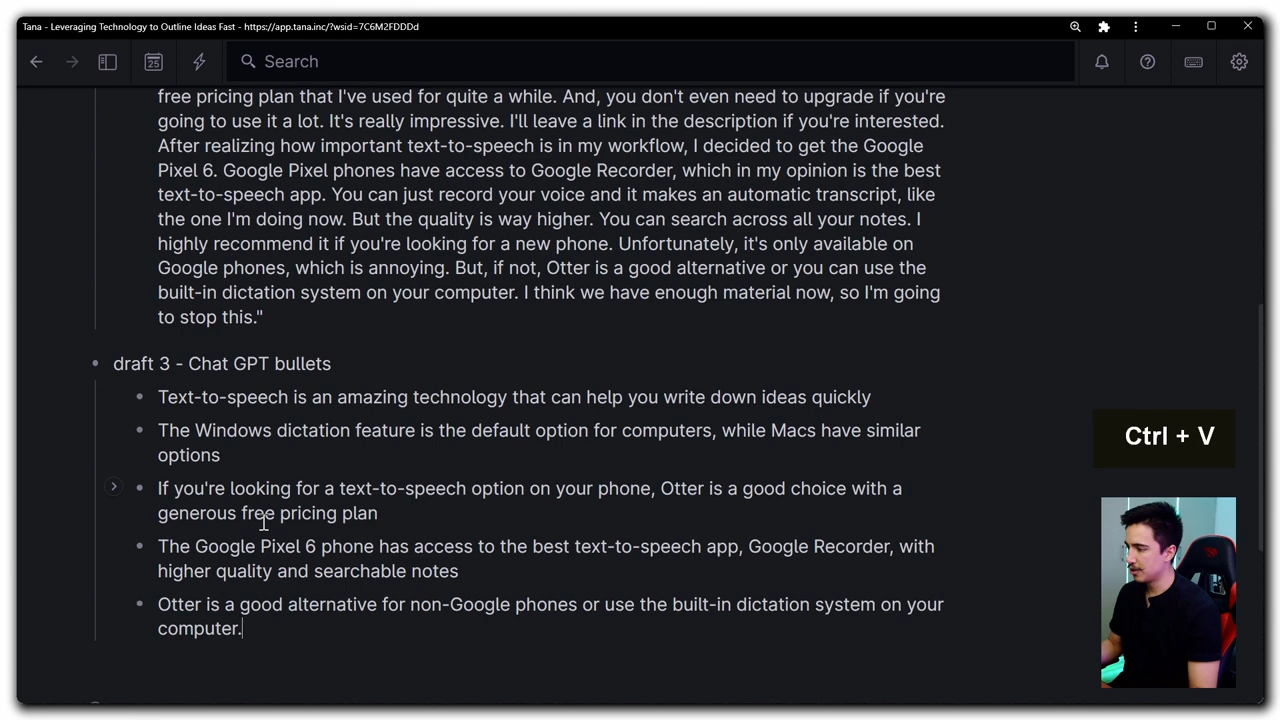 Tana - Leveraging Technology to Outline Ideas Fast - https://app.tana.inc/?wsid=7C6M2FDDDd
25
Search
free pricing plan that I've used for quite a while. And, you don't even need to upgrade if you're
going to use it a lot. It's really impressive. I'll leave a link in the description if you're interested.
After realizing how important text-to-speech is in my workflow, I decided to get the Google
Pixel 6. Google Pixel phones have access to Google Recorder, which in my opinion is the best
text-to-speech app. You can just record your voice and it makes an automatic transcript, like
the one I'm doing now. But the quality is way higher. You can search across all your notes. I
highly recommend it if you're looking for a new phone. Unfortunately, it's only available on
Google phones, which is annoying. But, if not, Otter is a good alternative or you can use the
built-in dictation system on your computer. I think we have enough material now, so I'm going
to stop this."
draft 3 - Chat GPT bullets
Text-to-speech is an amazing technology that can help you write down ideas quickly
The Windows dictation feature is the default option for computers, while Macs have similar
options
If you're looking for a text-to-speech option on your phone, Otter is a good choice with a
generous free pricing plan
The Google Pixel 6 phone has access to the best text-to-speech app, Google Recorder, with
higher quality and searchable notes
Otter is a good alternative for non-Google phones or use the built-in dictation system on your
computer.
Ctrl + V